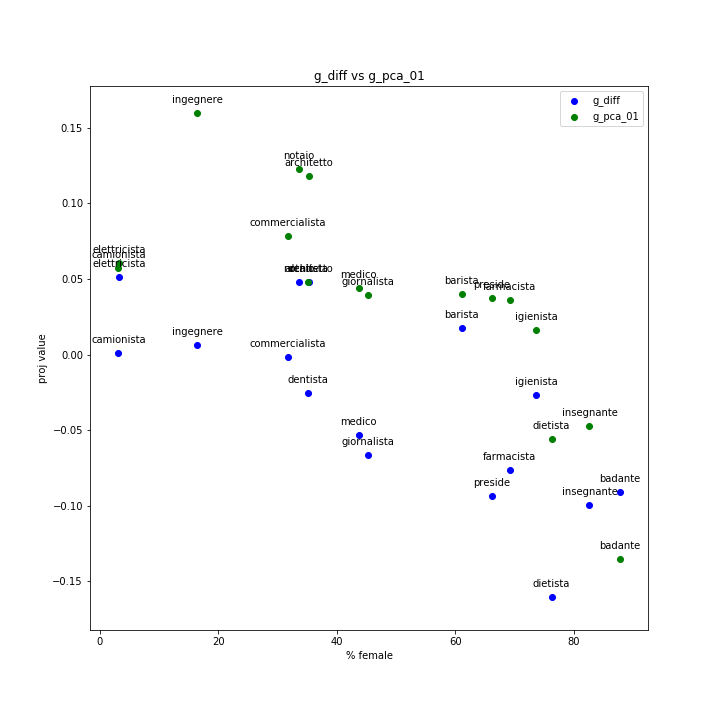 g_diff vs g_pca_01
g_diff
g_pca_01
ingegnere
notaio
architetto
commercialista
elettricista
camionista
elettricista
medico
giornalista
barista
preside
farmacista
igienista
barista
camionista
ingegnere
commercialista
dentista
igienista
medico
giornalista
insegnante
dietista
farmacista
preside
badante
insegnante
badante
dietista
0.15
0.10
0.05
0.00
−0.05
−0.10
−0.15
proj value
0
20
40
60
80
% female